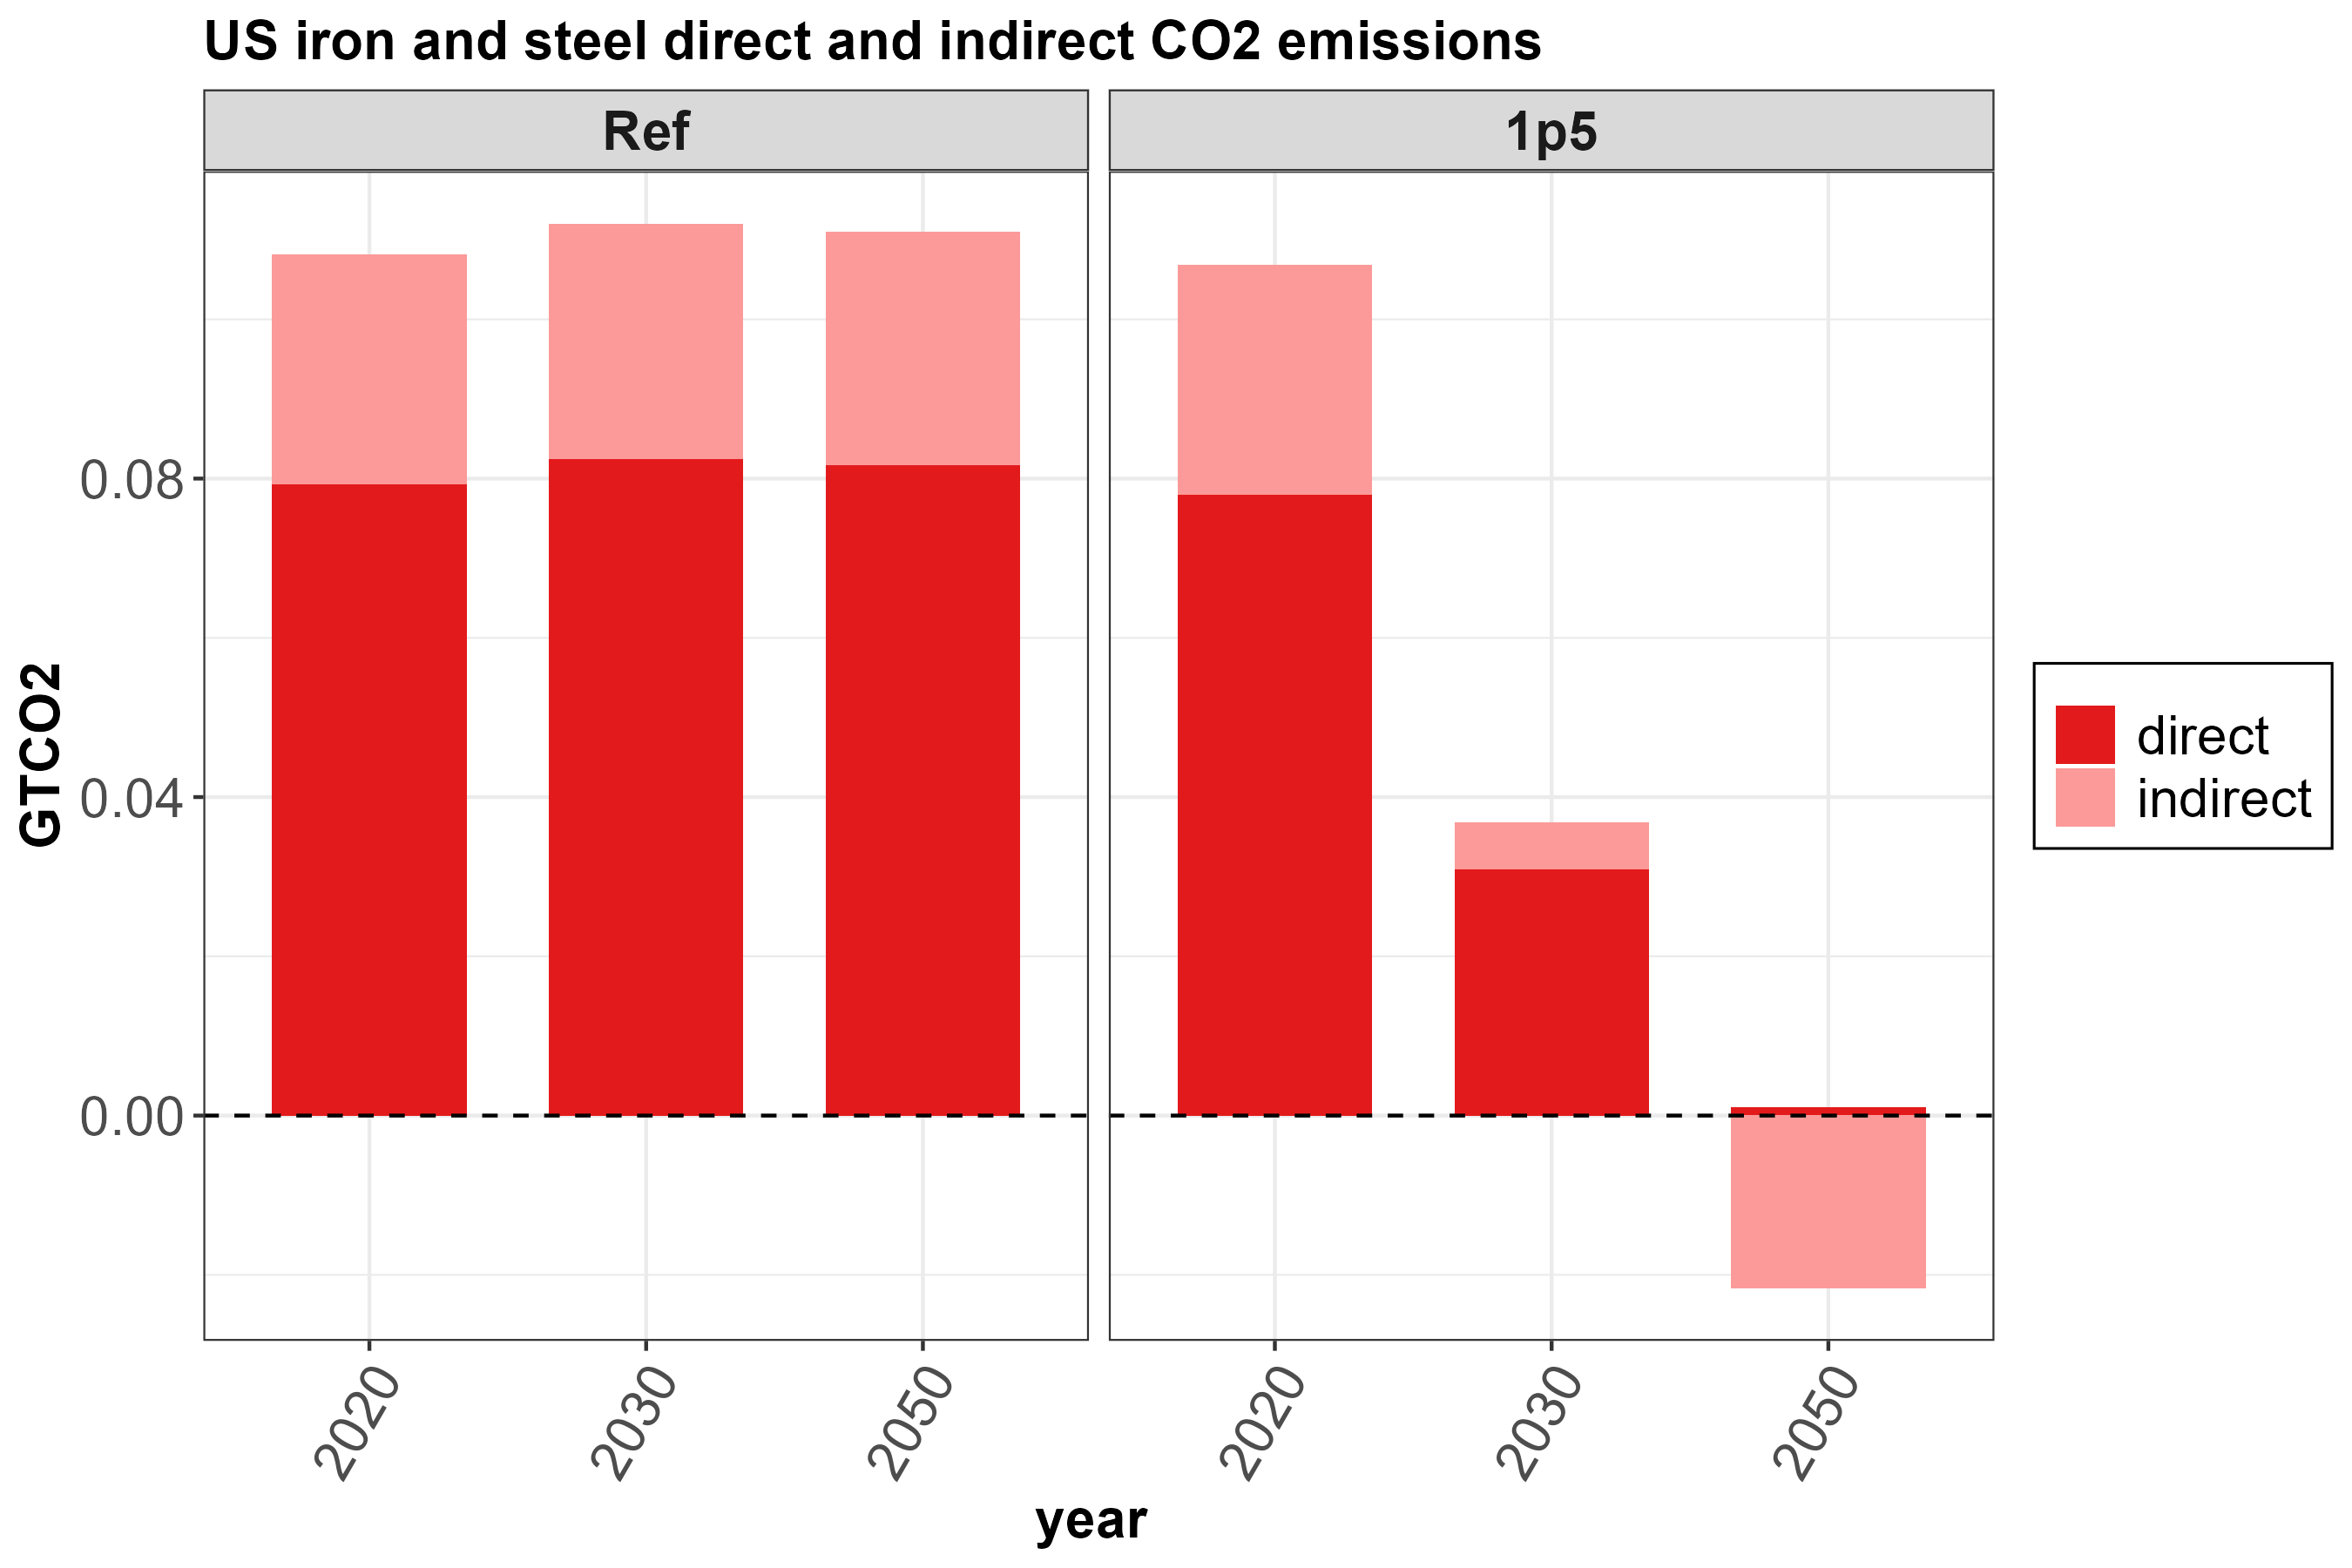 US iron and steel direct and indirect CO2 emissions
Ref
1p5
GTCO2
0.08
0.04
0.00
2020
2030
2050
2020
2030
2050
year
direct
indirect